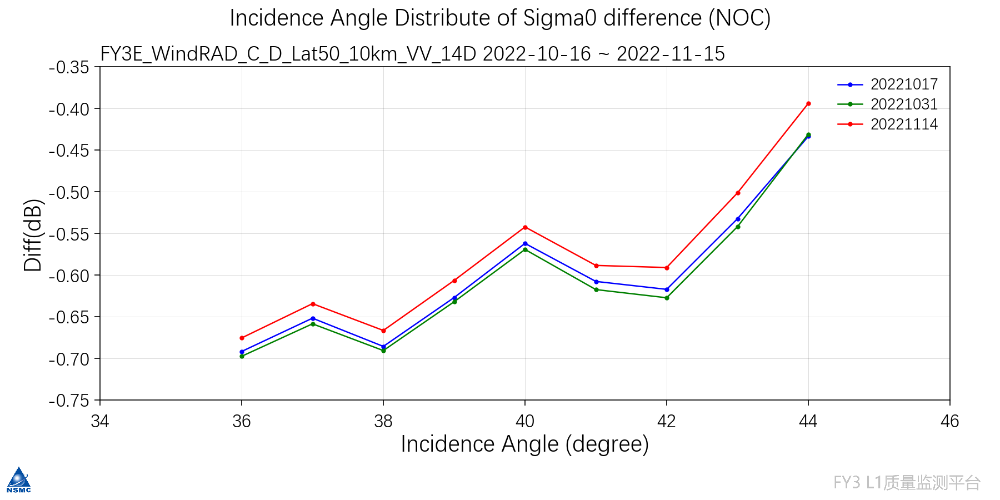 Incidence Angle Distribute of Sigma0 difference (NOC)
FY3E_WindRAD_C_D_Lat50_10km_VV_14D 2022-10-16 ~ 2022-11-15
-0.35
-0.40
-0.45
-0.50
-0.55
-0.60
-0.65
-0.70
-0.75
Diff(dB)
20221017
20221031
20221114
34 36 38 40 42 44 46
Incidence Angle (degree)
NSMC
FY3 L1质量监测平台